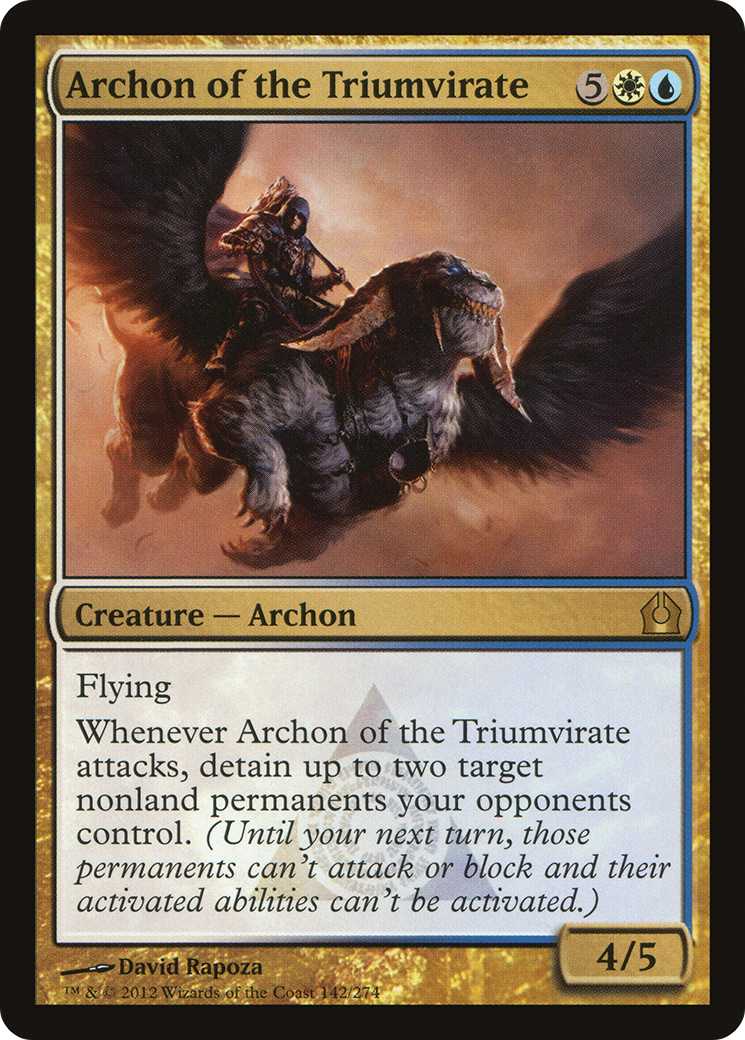 Archon of the Triumvirate 5
Creature — Archon
Flying
Whenever Archon of the Triumvirate
attacks, detain up to two target
nonland permanents your opponents
control. (Until your next turn, those
permanents can't attack or block and their
activated abilities can't be activated.)
4/5
David Rapoza
™ & © 2012 Wizards of the Coast 142/274